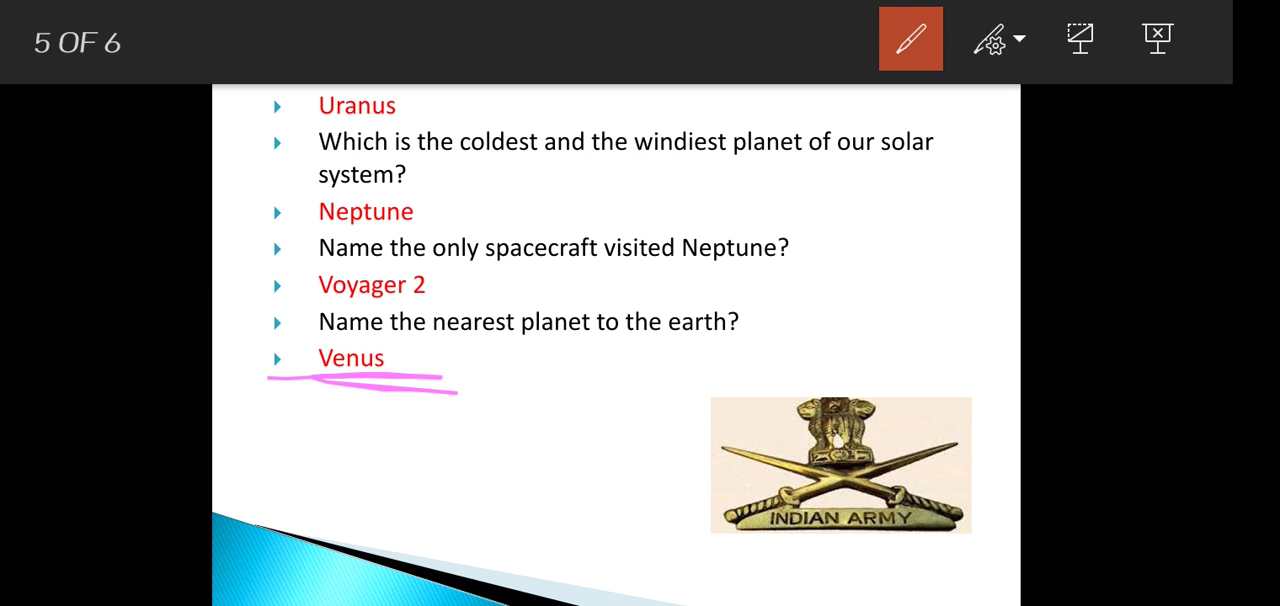 5 OF 6
Uranus
Which is the coldest and the windiest planet of our solar
system?
Neptune
Name the only spacecraft visited Neptune?
Voyager 2
Name the nearest planet to the earth?
Venus
INDIAN ARMY